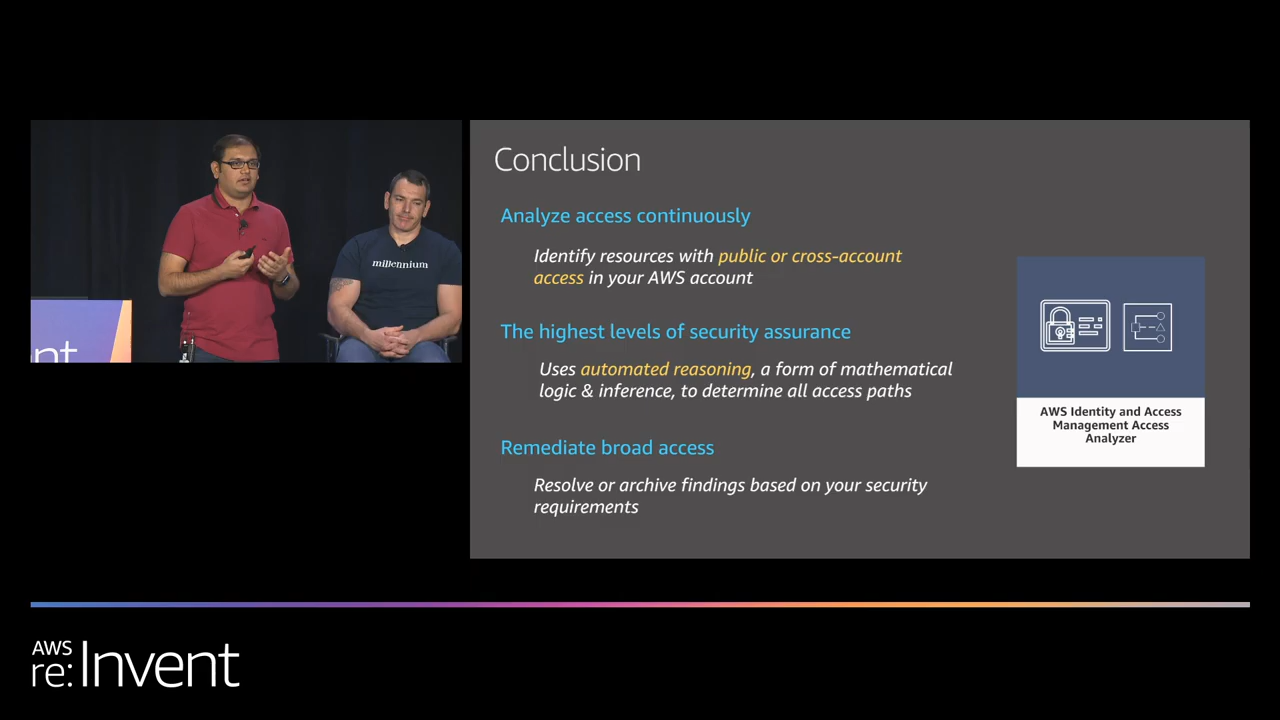 Conclusion
Analyze access continuously
Identify resources with public or cross-account
access in your AWS account
The highest levels of security assurance
Uses automated reasoning, a form of mathematical
logic & inference, to determine all access paths
Remediate broad access
Resolve or archive findings based on your security
requirements
AWS Identity and Access
Management Access
Analyzer
millennium
nt
AWS
re:Invent